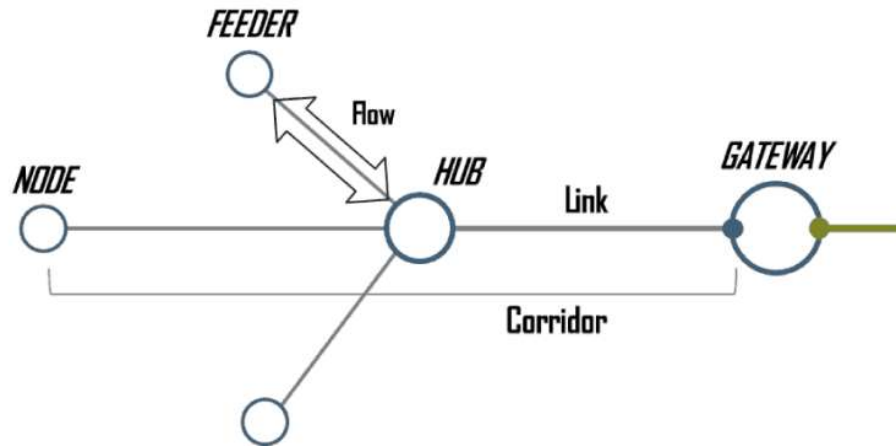 FEEDER
Flow
NODE
HUB
GATEWAY
Link
Corridor